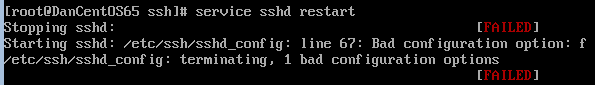 [root@DanCentOS65 ssh]# service sshd restart
Stopping sshd: [FAILED]
Starting sshd: /etc/ssh/sshd_config: line 67: Bad configuration option: f
/etc/ssh/sshd_config: terminating, 1 bad configuration options
[FAILED]